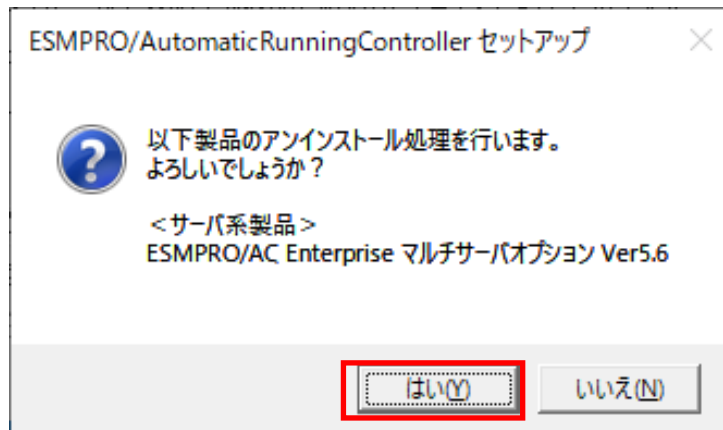 ESMPRO/AutomaticRunningController セットアップ
以下製品のアンインストール処理を行います。
よろしいでしょうか？
＜サーバ系製品＞
ESMPRO/AC Enterprise マルチサーバオプション Ver5.6
はい(Y)
いいえ(N)